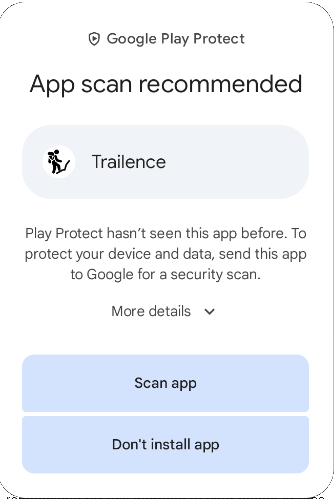 Google Play Protect
App scan recommended
Trailence
Play Protect hasn’t seen this app before. To
protect your device and data, send this app
to Google for a security scan.
More details
Scan app
Don't install app